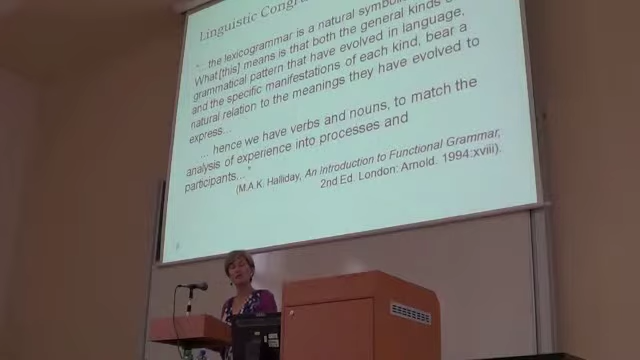 Linguistic
" the lexicogrammar is a natural
What [this] means is that both the general kinds
grammatical pattern that have evolved in language,
and the specific manifestations of each kind, bear a
natural relation to the meanings they have evolved to
express...
... hence we have verbs and nouns, to match the
analysis of experience into processes and
participants..."
(M.A.K. Halliday, An Introduction to Functional Grammar,
2nd Ed. London: Arnold. 1994:xviii).